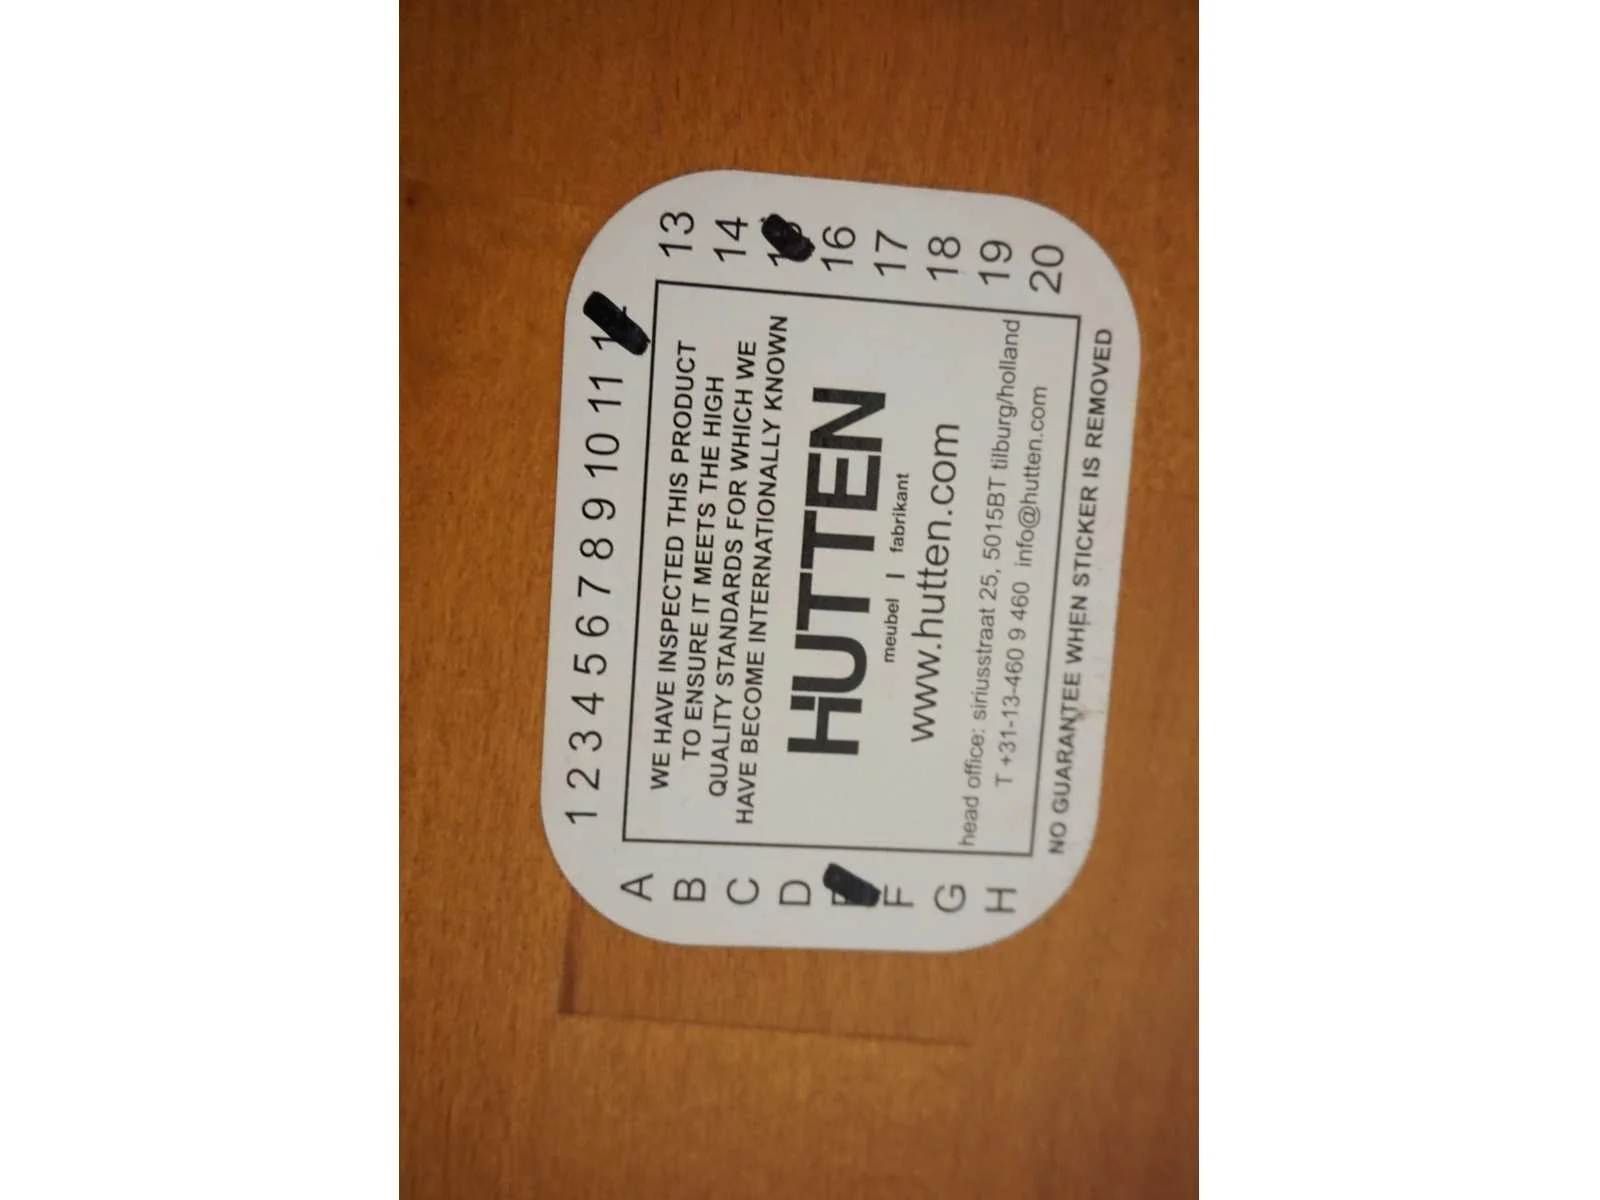 1 2 3 4 5 6 7 8 9 10 11
13
14
16
17
18
19
20
A
B
C
D
F
G
H
WE HAVE INSPECTED THIS PRODUCT
TO ENSURE IT MEETS THE HIGH
QUALITY STANDARDS FOR WHICH WE
HAVE BECOME INTERNATIONALLY KNOWN
HUTTEN
meubel | fabrikant
www.hutten.com
head office: siriusstraat 25, 5015BT tilburg/holland
T +31-13-460 9 460 info@hutten.com
NO GUARANTEE WHEN STICKER IS REMOVED